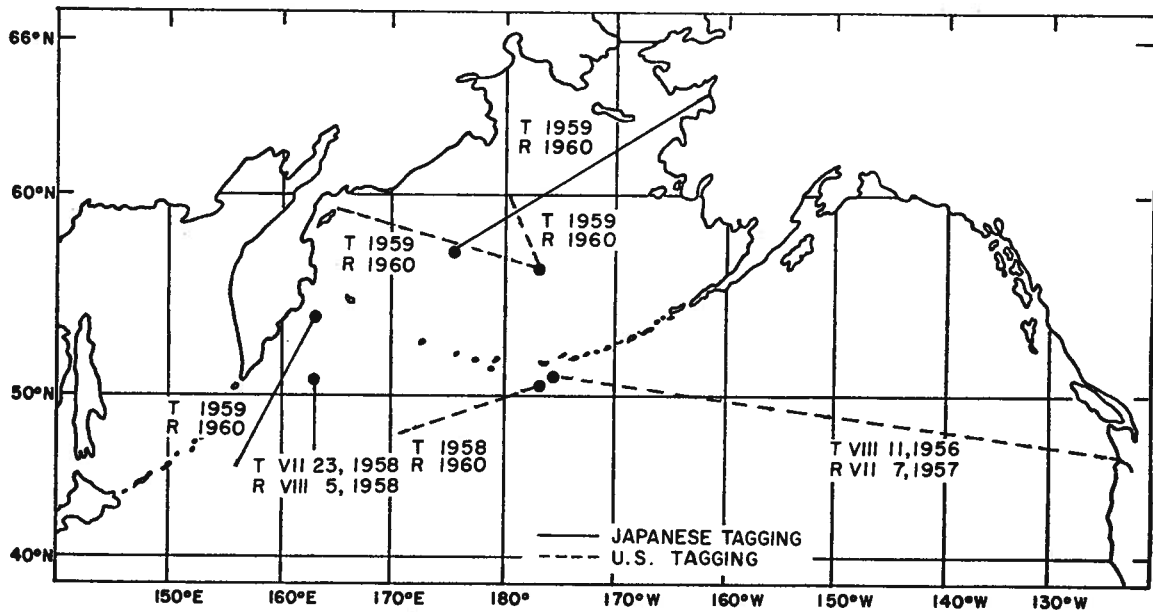 66°N
T 1959
R 1960
60°N
T 1959
R 1960
T 1959
R 1960
50°N
T 1959
R 1960
T VII 23, 1958
R VIII 5, 1958
T 1958
R 1960
T VIII 11, 1956
R VII 7, 1957
JAPANESE TAGGING
U.S. TAGGING
40°N
150°E 160°E 170°E 180° 170°W 160°W 150°W 140°W 130°W